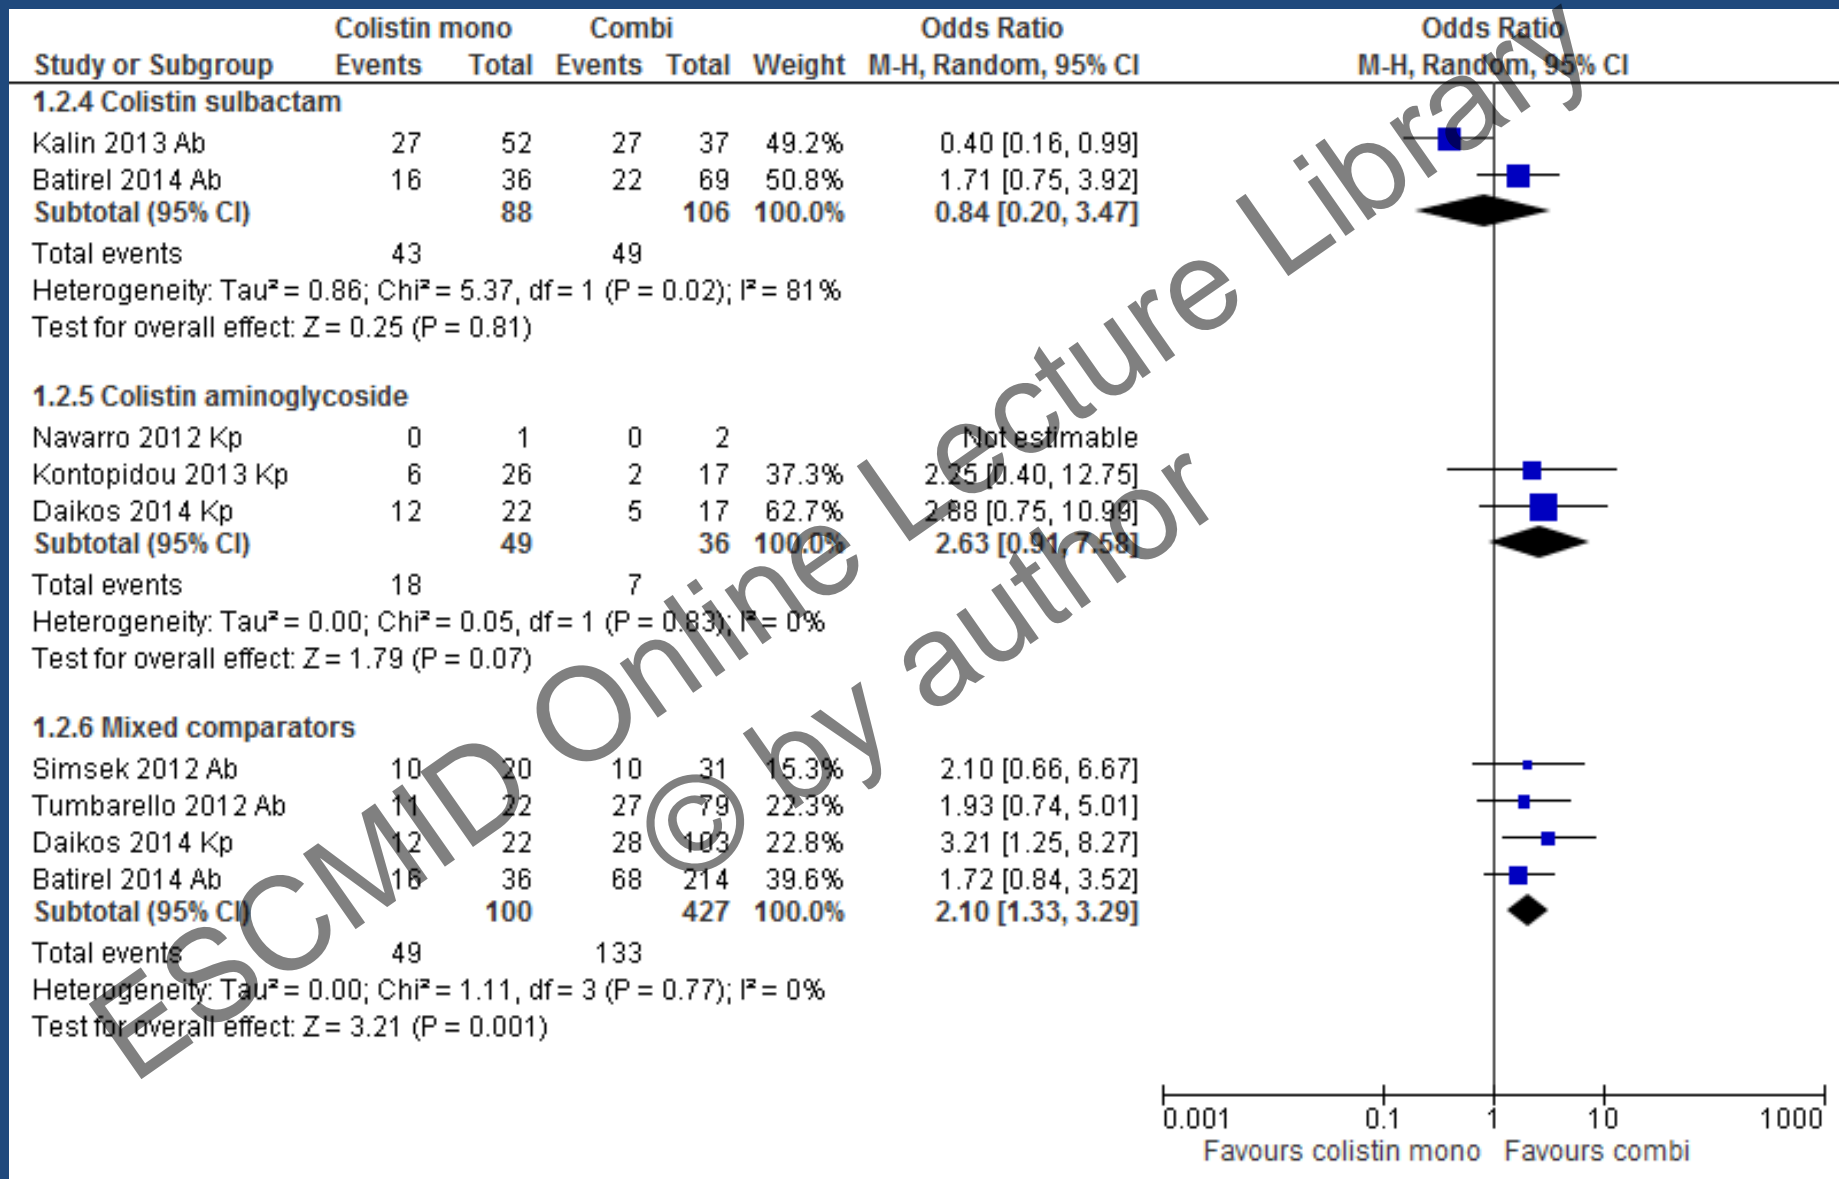 Colistin mono Combi Odds Ratio Odds Ratio
Study or Subgroup Events Total Events Total Weight M-H, Random, 95% CI M-H, Random, 95% CI
1.2.4 Colistin sulbactam
Kalin 2013 Ab 27 52 27 37 49.2% 0.40 [0.16, 0.99]
Batirel 2014 Ab 16 36 22 69 50.8% 1.71 [0.75, 3.92]
Subtotal (95% CI) 88 106 100.0% 0.84 [0.20, 3.47]
Total events 43 49
Heterogeneity: Tau² = 0.86; Chi² = 5.37, df = 1 (P = 0.02); I² = 81%
Test for overall effect: Z = 0.25 (P = 0.81)
1.2.5 Colistin aminoglycoside
Navarro 2012 Kp 0 1 0 2 Not estimable
Kontopidou 2013 Kp 6 26 2 17 37.3% 2.25 [0.40, 12.75]
Daikos 2014 Kp 12 22 5 17 62.7% 2.88 [0.75, 10.99]
Subtotal (95% CI) 49 36 100.0% 2.63 [0.91, 7.58]
Total events 18 7
Heterogeneity: Tau² = 0.00; Chi² = 0.05, df = 1 (P = 0.83); I² = 0%
Test for overall effect: Z = 1.79 (P = 0.07)
1.2.6 Mixed comparators
Simsek 2012 Ab 10 20 10 31 15.3% 2.10 [0.66, 6.67]
Tumbarello 2012 Ab 11 22 27 79 22.3% 1.93 [0.74, 5.01]
Daikos 2014 Kp 12 22 28 103 22.8% 3.21 [1.25, 8.27]
Batirel 2014 Ab 16 36 68 214 39.6% 1.72 [0.84, 3.52]
Subtotal (95% CI) 100 427 100.0% 2.10 [1.33, 3.29]
Total events 49 133
Heterogeneity: Tau² = 0.00; Chi² = 1.11, df = 3 (P = 0.77); I² = 0%
Test for overall effect: Z = 3.21 (P = 0.001)
0.001 0.1 1 10 1000
Favours colistin mono Favours combi
ESCMID Online Lecture Library
© by author